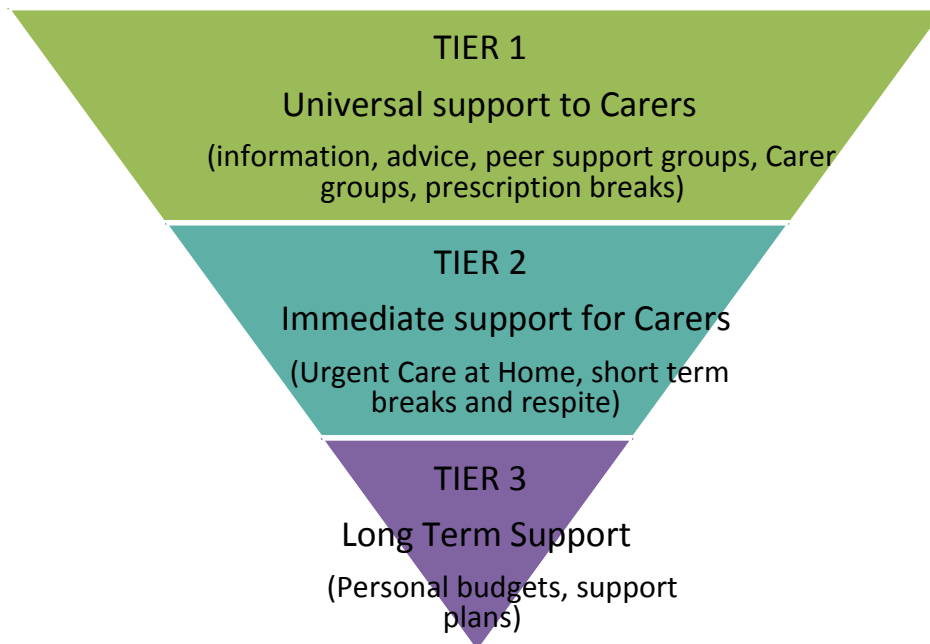 TIER 1
Universal support to Carers
(information, advice, peer support groups, Carer
groups, prescription breaks)
TIER 2
Immediate support for Carers
(Urgent Care at Home, short term
breaks and respite)
TIER 3
Long Term Support
(Personal budgets, support
plans)